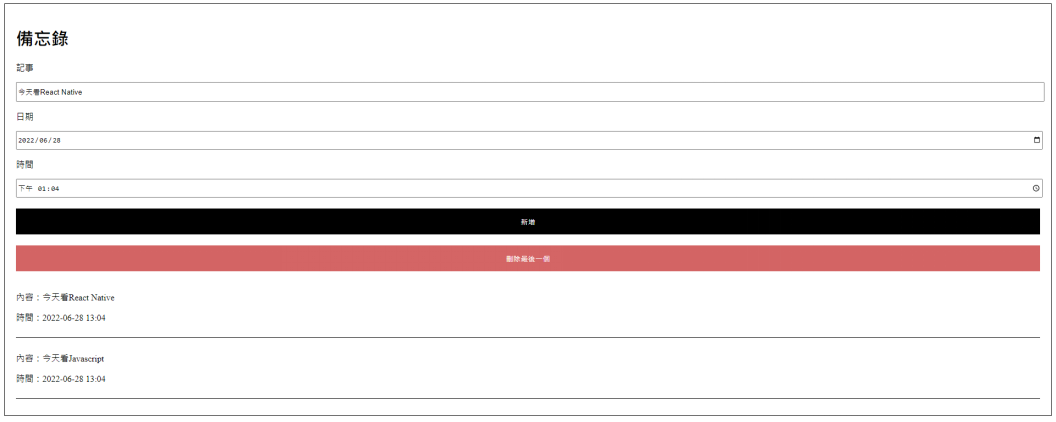 備忘錄
記事
今天看React Native
日期
2022/06/28
時間
下午 01:04
新增
刪除最後一個
內容：今天看React Native
時間：2022-06-28 13:04
內容：今天看Javascript
時間：2022-06-28 13:04